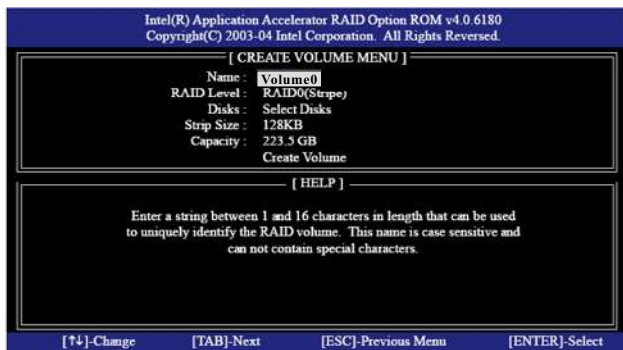 Intel(R) Application Accelerator RAID Option ROM v4.0.6180
Copyright(C) 2003-04 Intel Corporation.  All Rights Reversed.
[ CREATE VOLUME MENU ]
Name : Volume0
RAID Level : RAID0(Stripe)
Disks : Select Disks
Strip Size : 128KB
Capacity : 223.5 GB
Create Volume
[ HELP ]
Enter a string between 1 and 16 characters in length that can be used
to uniquely identify the RAID volume.  This name is case sensitive and
can not contain special characters.
[↑↓]-Change [TAB]-Next [ESC]-Previous Menu [ENTER]-Select